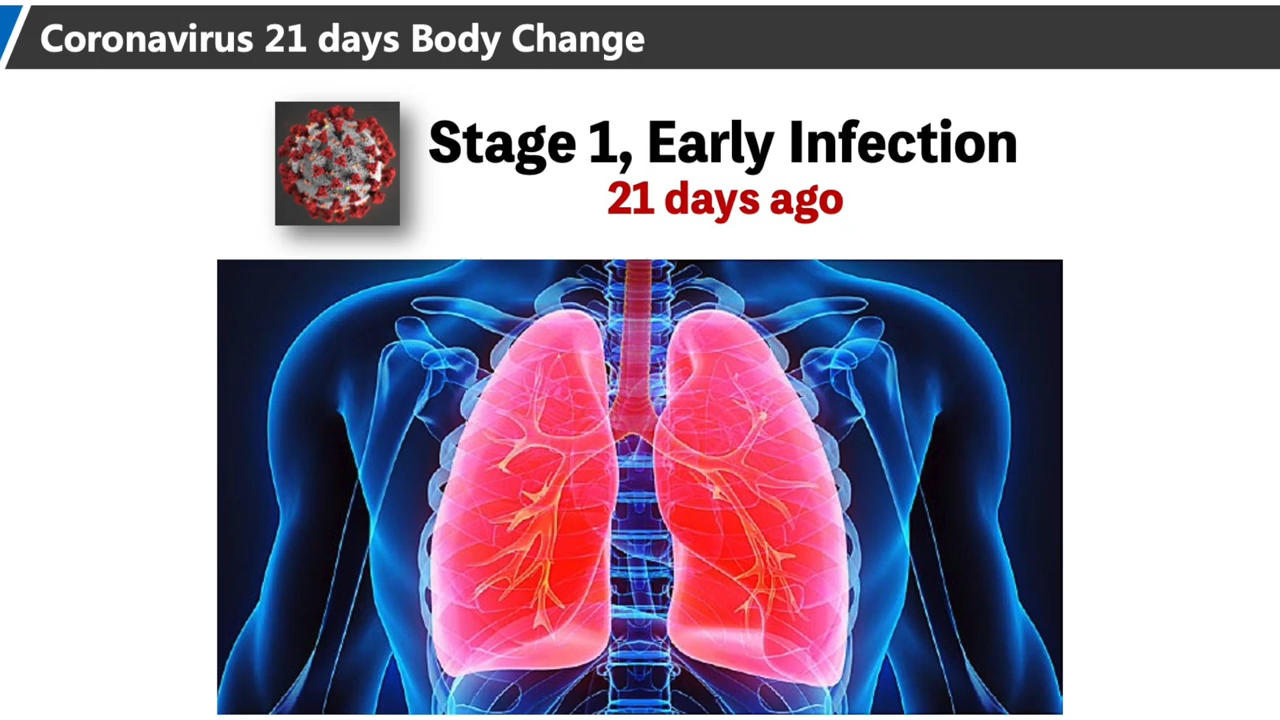 Coronavirus 21 days Body Change
Stage 1, Early Infection
21 days ago